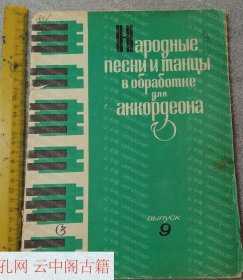 Народные
песни и танцы
в обработке
для
аккордеона
ВЫПУСК
9
孔网 云中阁古籍